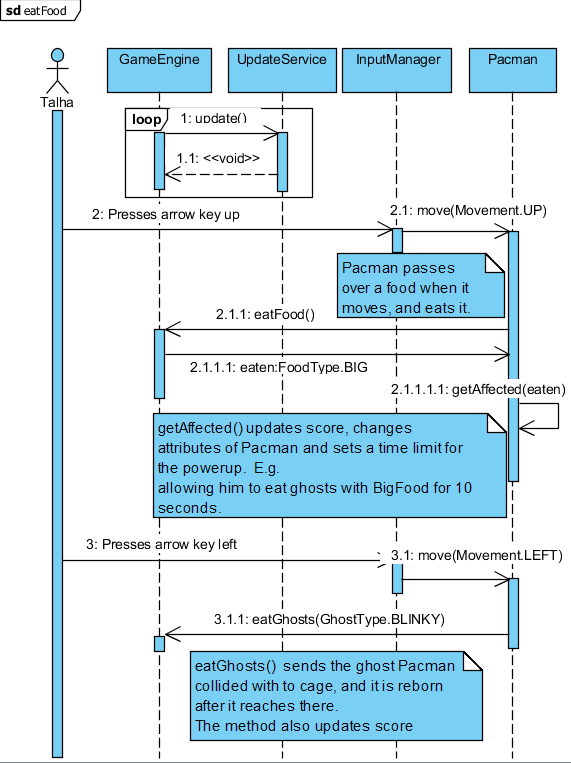 sd eatFood
GameEngine UpdateService InputManager Pacman
Talha
loop
1: update()
1.1: <<void>>
2: Presses arrow key up
2.1: move(Movement.UP)
Pacman passes
over a food when it
moves, and eats it.
2.1.1: eatFood()
2.1.1.1: eaten:FoodType.BIG
2.1.1.1.1: getAffected(eaten)
getAffected() updates score, changes
attributes of Pacman and sets a time limit for
the powerup. E.g.
allowing him to eat ghosts with BigFood for 10
seconds.
3: Presses arrow key left
3.1: move(Movement.LEFT)
3.1.1: eatGhosts(GhostType.BLINKY)
eatGhosts() sends the ghost Pacman
collided with to cage, and it is reborn
after it reaches there.
The method also updates score